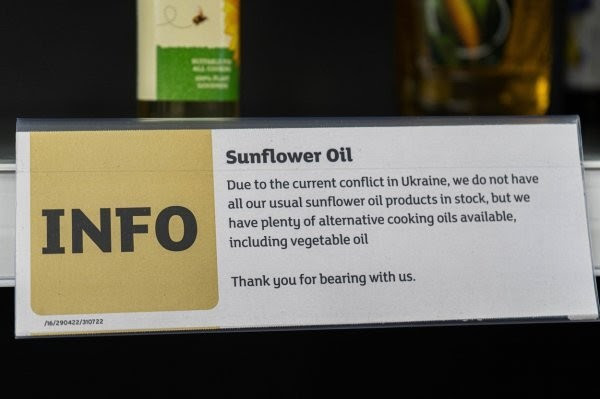 INFO
Sunflower Oil
Due to the current conflict in Ukraine, we do not have
all our usual sunflower oil products in stock, but we
have plenty of alternative cooking oils available,
including vegetable oil
Thank you for bearing with us.
/16/290422/310722